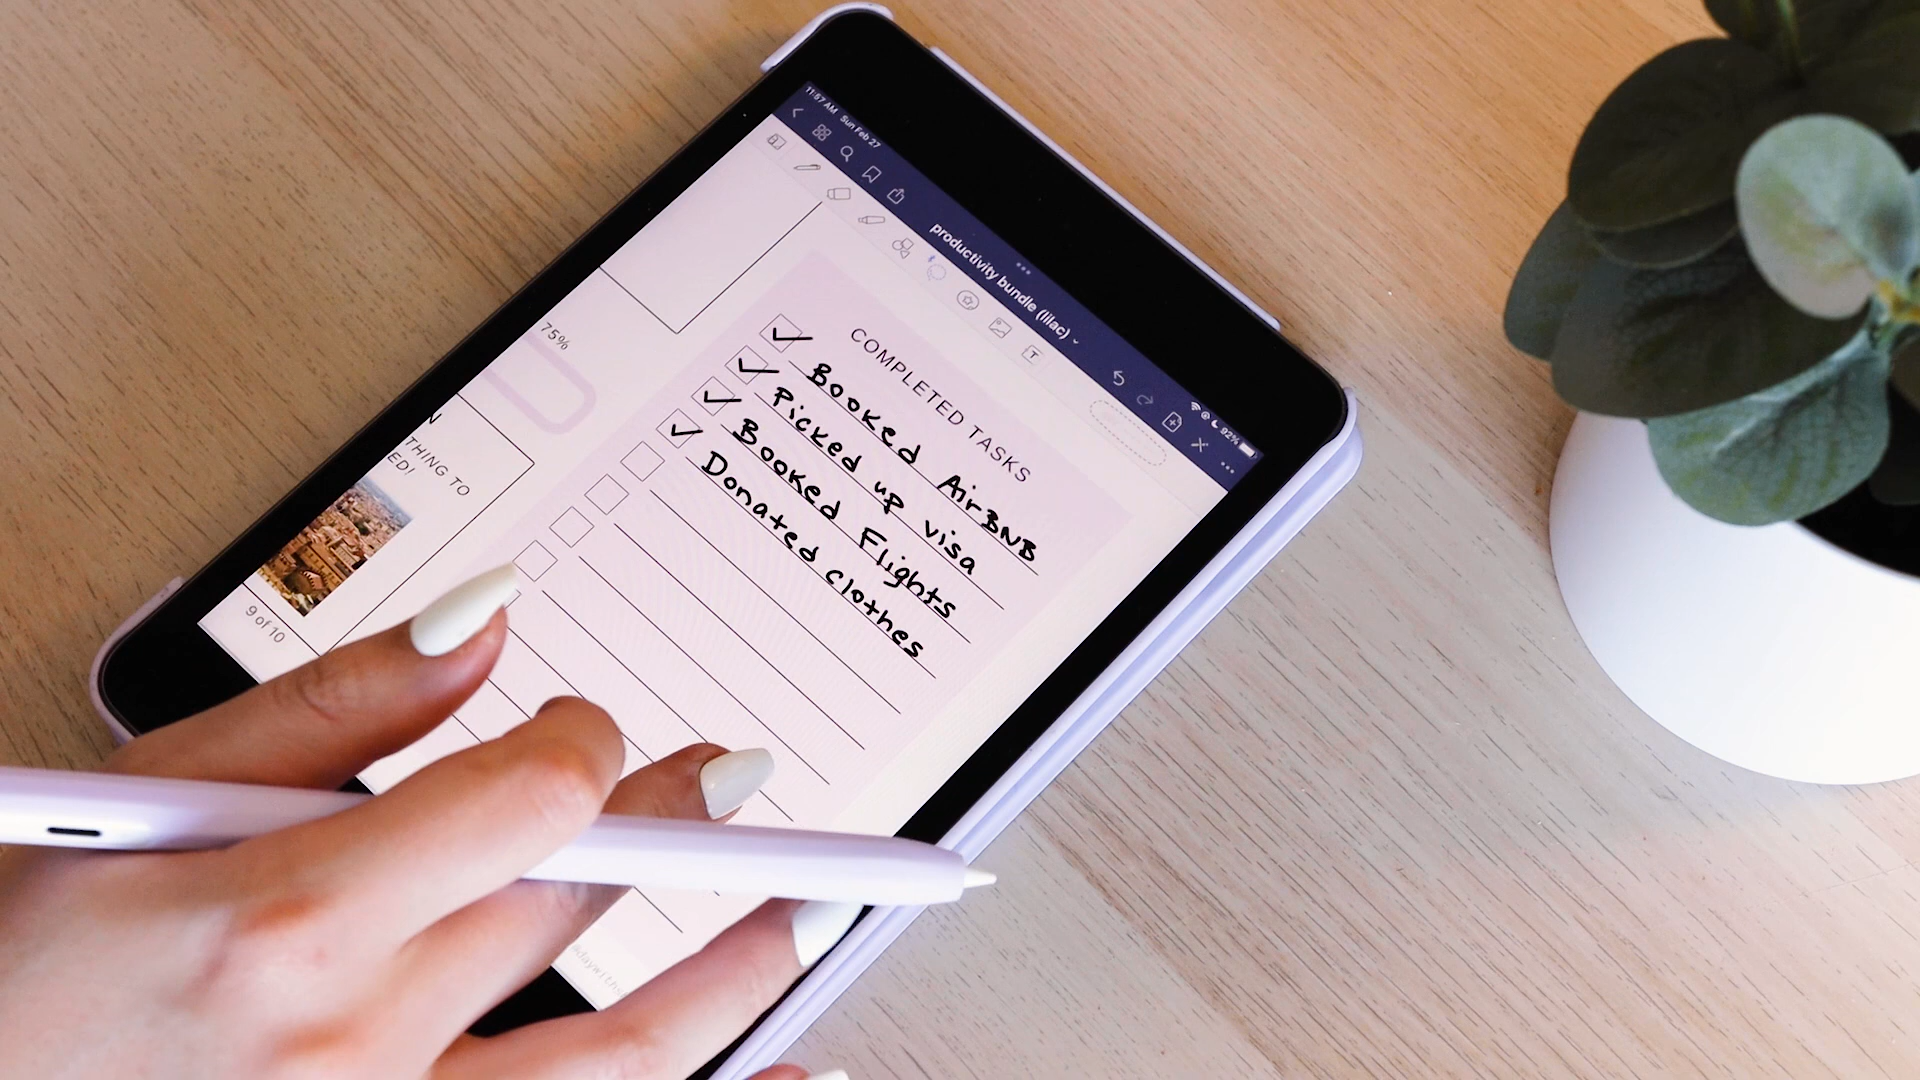 11:57 AM Sun Feb 27
92%
productivity bundle (lilac)
T
COMPLETED TASKS
Booked AirBNB
Picked up visa
Booked Flights
Donated clothes
75%
N
THING TO
ED!
9 of 10